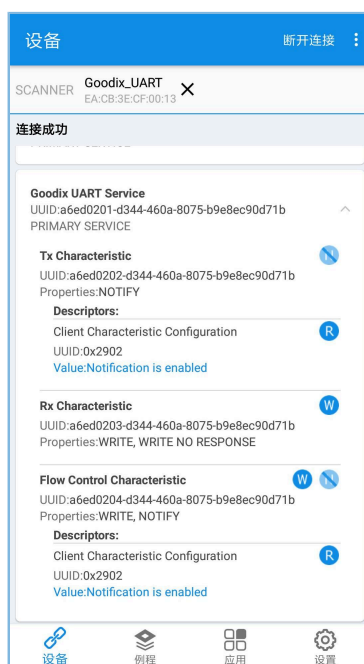 设备
断开连接
SCANNER
Goodix_UART
EA:CB:3E:CF:00:13
连接成功
Goodix UART Service
UUID:a6ed0201-d344-460a-8075-b9e8ec90d71b
PRIMARY SERVICE
Tx Characteristic
UUID:a6ed0202-d344-460a-8075-b9e8ec90d71b
Properties:NOTIFY
Descriptors:
Client Characteristic Configuration
R
UUID:0x2902
Value:Notification is enabled
Rx Characteristic
W
UUID:a6ed0203-d344-460a-8075-b9e8ec90d71b
Properties:WRITE, WRITE NO RESPONSE
Flow Control Characteristic
W
N
UUID:a6ed0204-d344-460a-8075-b9e8ec90d71b
Properties:WRITE, NOTIFY
Descriptors:
Client Characteristic Configuration
R
UUID:0x2902
Value:Notification is enabled
设备
例程
应用
设置